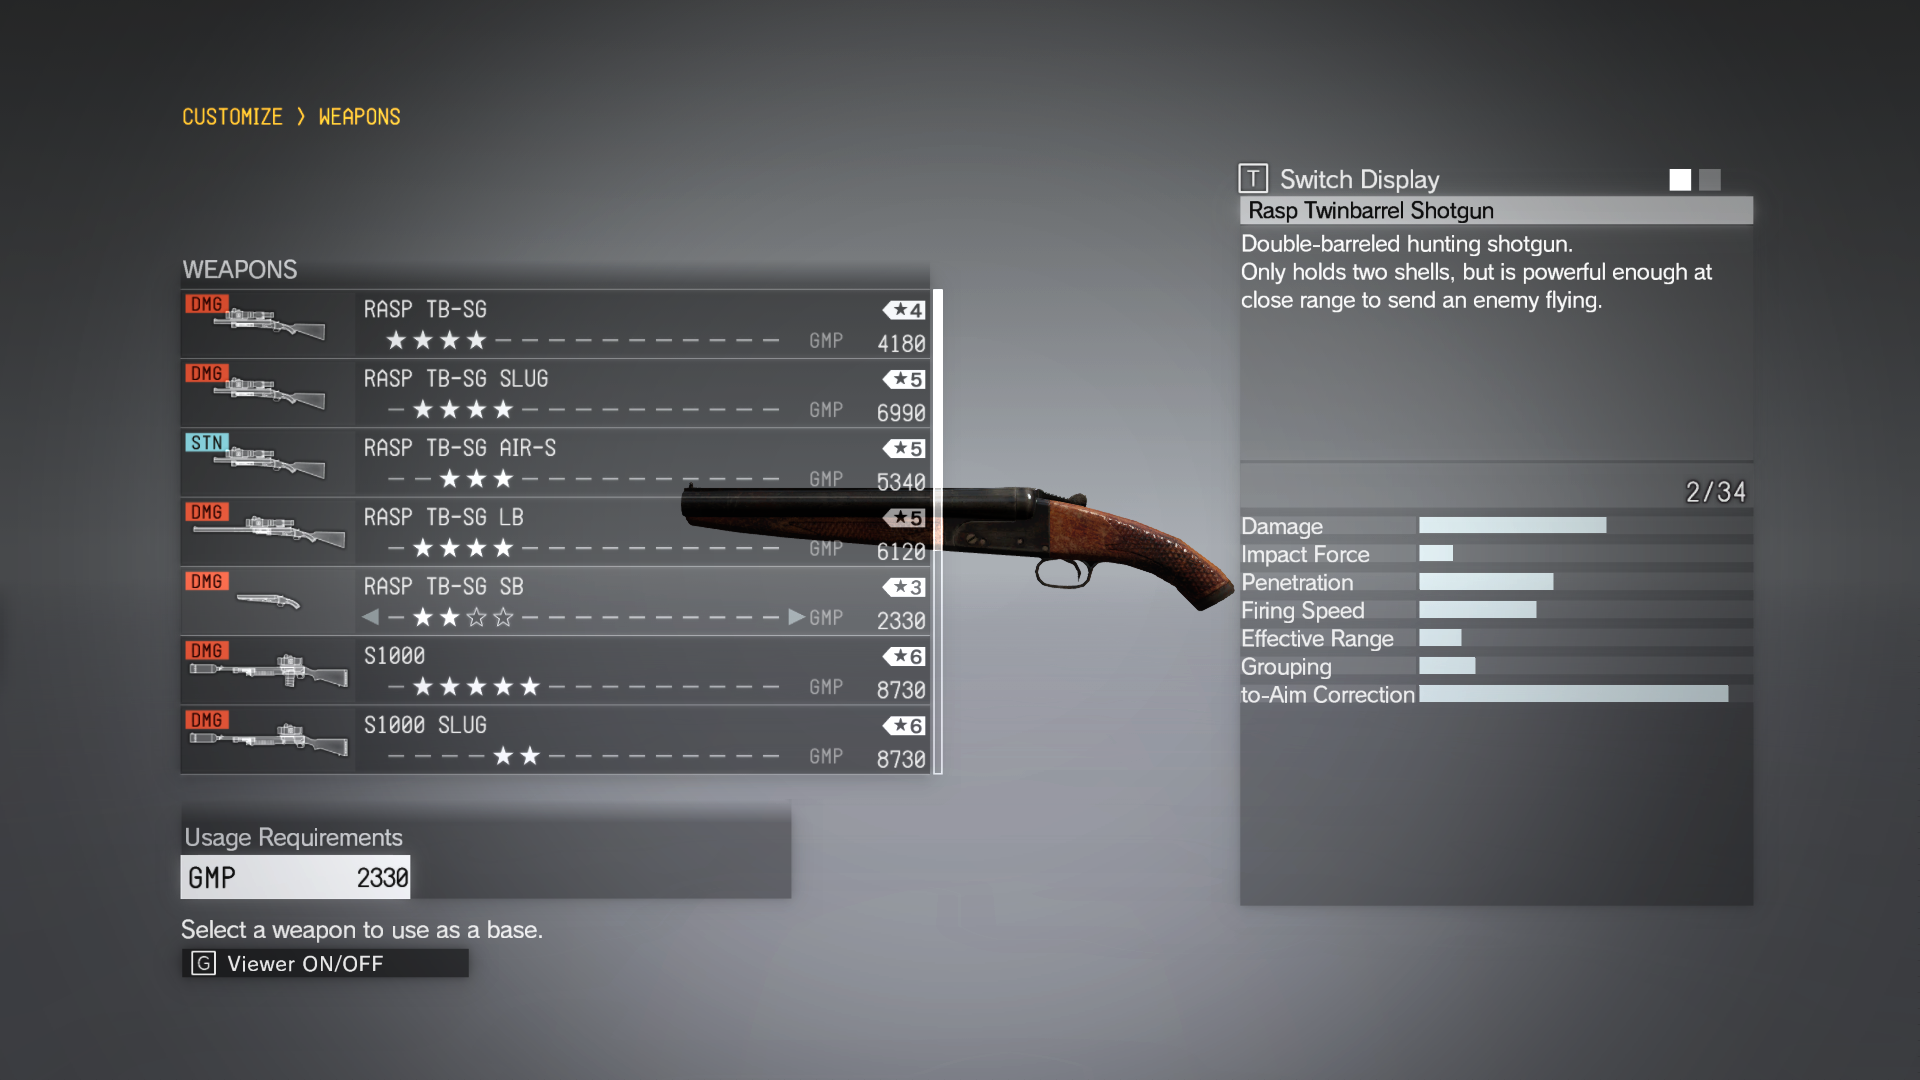 CUSTOMIZE > WEAPONS
T Switch Display
Rasp Twinbarrel Shotgun
Double-barreled hunting shotgun.
Only holds two shells, but is powerful enough at
close range to send an enemy flying.
WEAPONS
DMG RASP TB-SG ★4
★★★★ GMP 4180
DMG RASP TB-SG SLUG ★5
★★★★ GMP 6990
STN RASP TB-SG AIR-S ★5
★★★ GMP 5340
DMG RASP TB-SG LB ★5
★★★★ GMP 6120
DMG RASP TB-SG SB ★3
★★☆☆ GMP 2330
DMG S1000 ★6
★★★★★ GMP 8730
DMG S1000 SLUG ★6
★★ GMP 8730
2/34
Damage
Impact Force
Penetration
Firing Speed
Effective Range
Grouping
to-Aim Correction
Usage Requirements
GMP 2330
Select a weapon to use as a base.
G Viewer ON/OFF